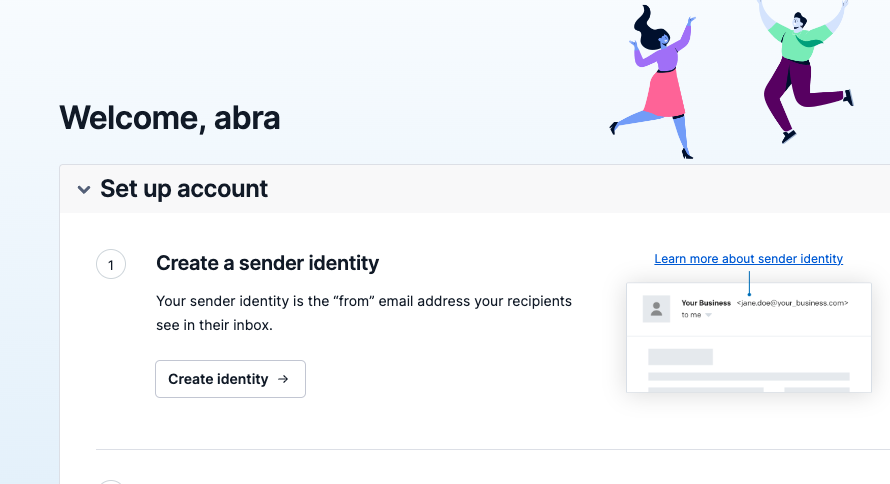 Welcome, abra
Set up account
1
Create a sender identity
Your sender identity is the “from” email address your recipients
see in their inbox.
Create identity →
Learn more about sender identity
Your Business <jane.doe@your_business.com>
to me